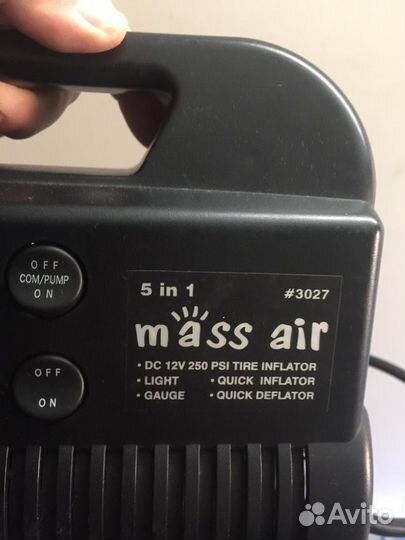 OFF
COM/PUMP
ON
OFF
ON
5 in 1 #3027
mass air
• DC 12V 250 PSI TIRE INFLATOR
• LIGHT • QUICK INFLATOR
• GAUGE • QUICK DEFLATOR
Avito